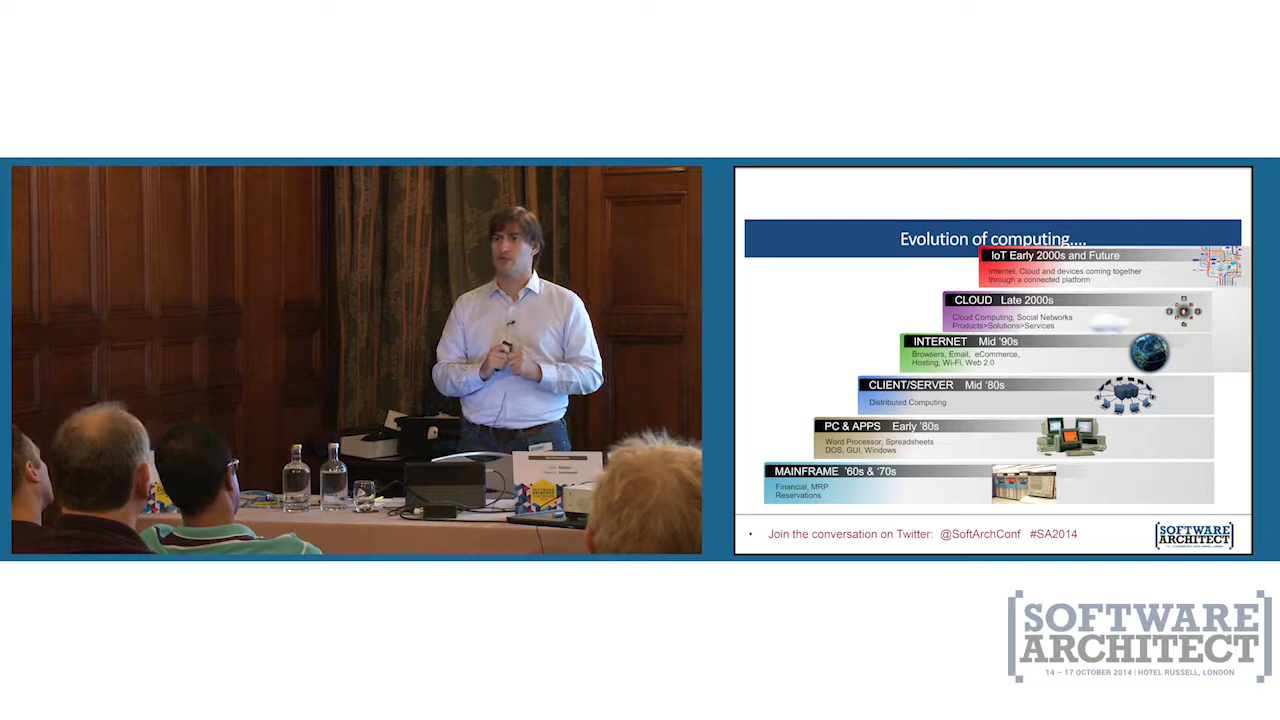 Evolution of computing....
IoT Early 2000s and Future
Internet, Cloud and devices coming together
through a connected platform
CLOUD Late 2000s
Cloud Computing, Social Networks
Products>Solutions>Services
INTERNET Mid '90s
Browsers, Email, eCommerce,
Hosting, Wi-Fi, Web 2.0
CLIENT/SERVER Mid '80s
Distributed Computing
PC & APPS Early '80s
Word Processor, Spreadsheets
DOS, GUI, Windows
MAINFRAME '60s & '70s
Financial, MRP
Reservations
• Join the conversation on Twitter: @SoftArchConf #SA2014
[SOFTWARE
ARCHITECT]
[SOFTWARE
ARCHITECT]
14 – 17 OCTOBER 2014 | HOTEL RUSSELL, LONDON